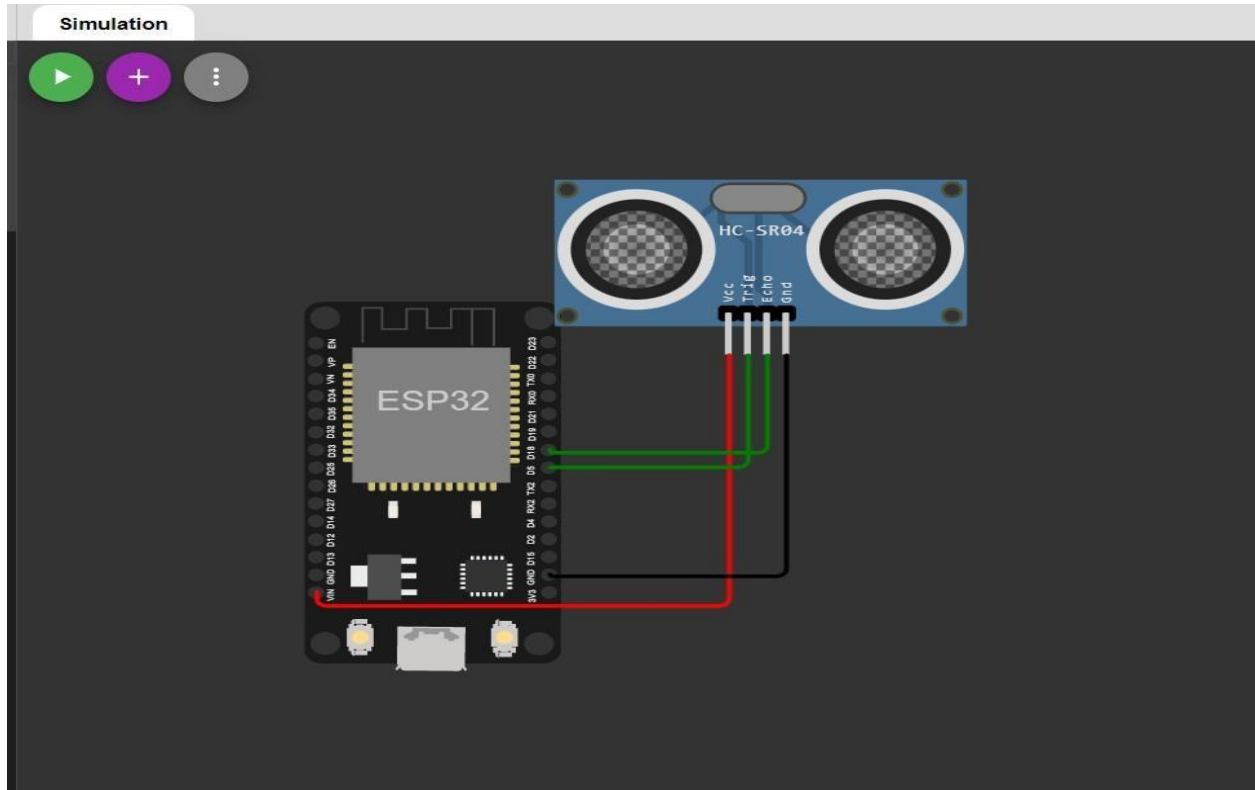 Simulation
HC-SR04
Vcc
Trig
Echo
Gnd
ESP32
EN
VP
VN
D34
D35
D32
D33
D25
D26
D27
D14
D12
D13
GND
VIN
D23
D22
TX0
RX0
D21
D19
D18
D5
TX2
RX2
D4
D2
D15
GND
3V3